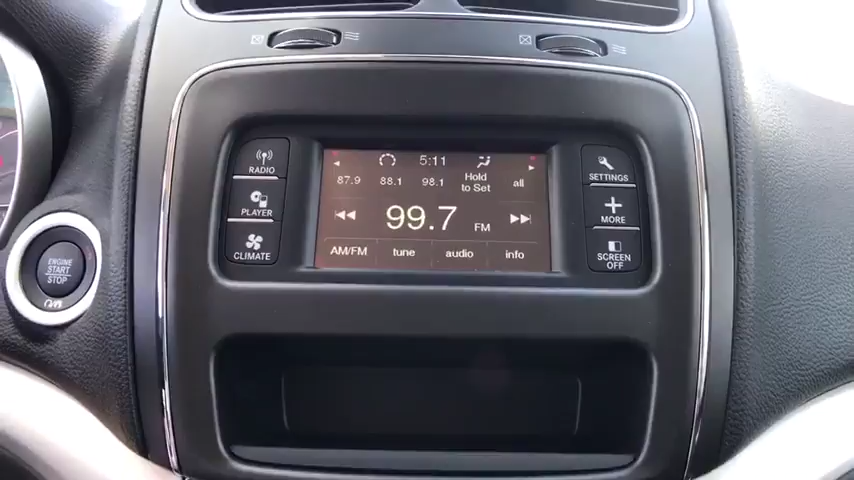 5:11
87.9 88.1 98.1 Hold to Set all
99.7 FM
AM/FM tune audio info
RADIO
PLAYER
CLIMATE
SETTINGS
MORE
SCREEN
OFF
ENGINE
START
STOP